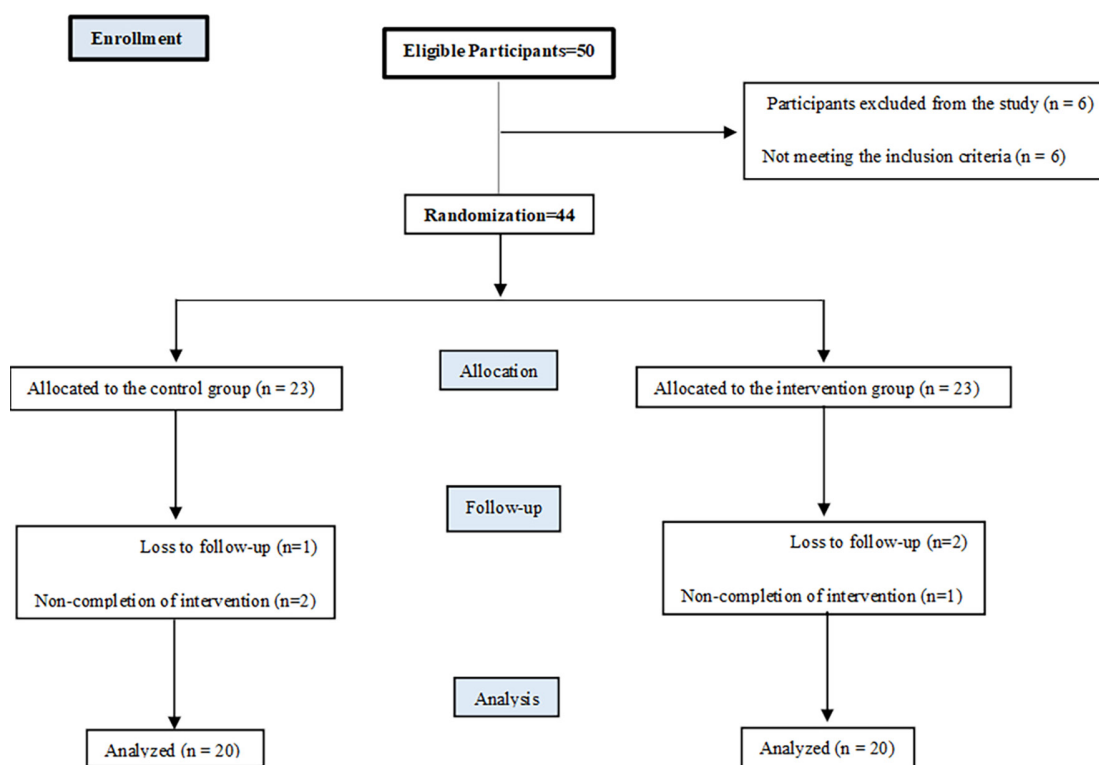 Enrollment
Eligible Participants=50
Participants excluded from the study (n = 6)
Not meeting the inclusion criteria (n = 6)
Randomization=44
Allocation
Allocated to the control group (n = 23)
Allocated to the intervention group (n = 23)
Follow-up
Loss to follow-up (n=1)
Non-completion of intervention (n=2)
Loss to follow-up (n=2)
Non-completion of intervention (n=1)
Analysis
Analyzed (n = 20)
Analyzed (n = 20)